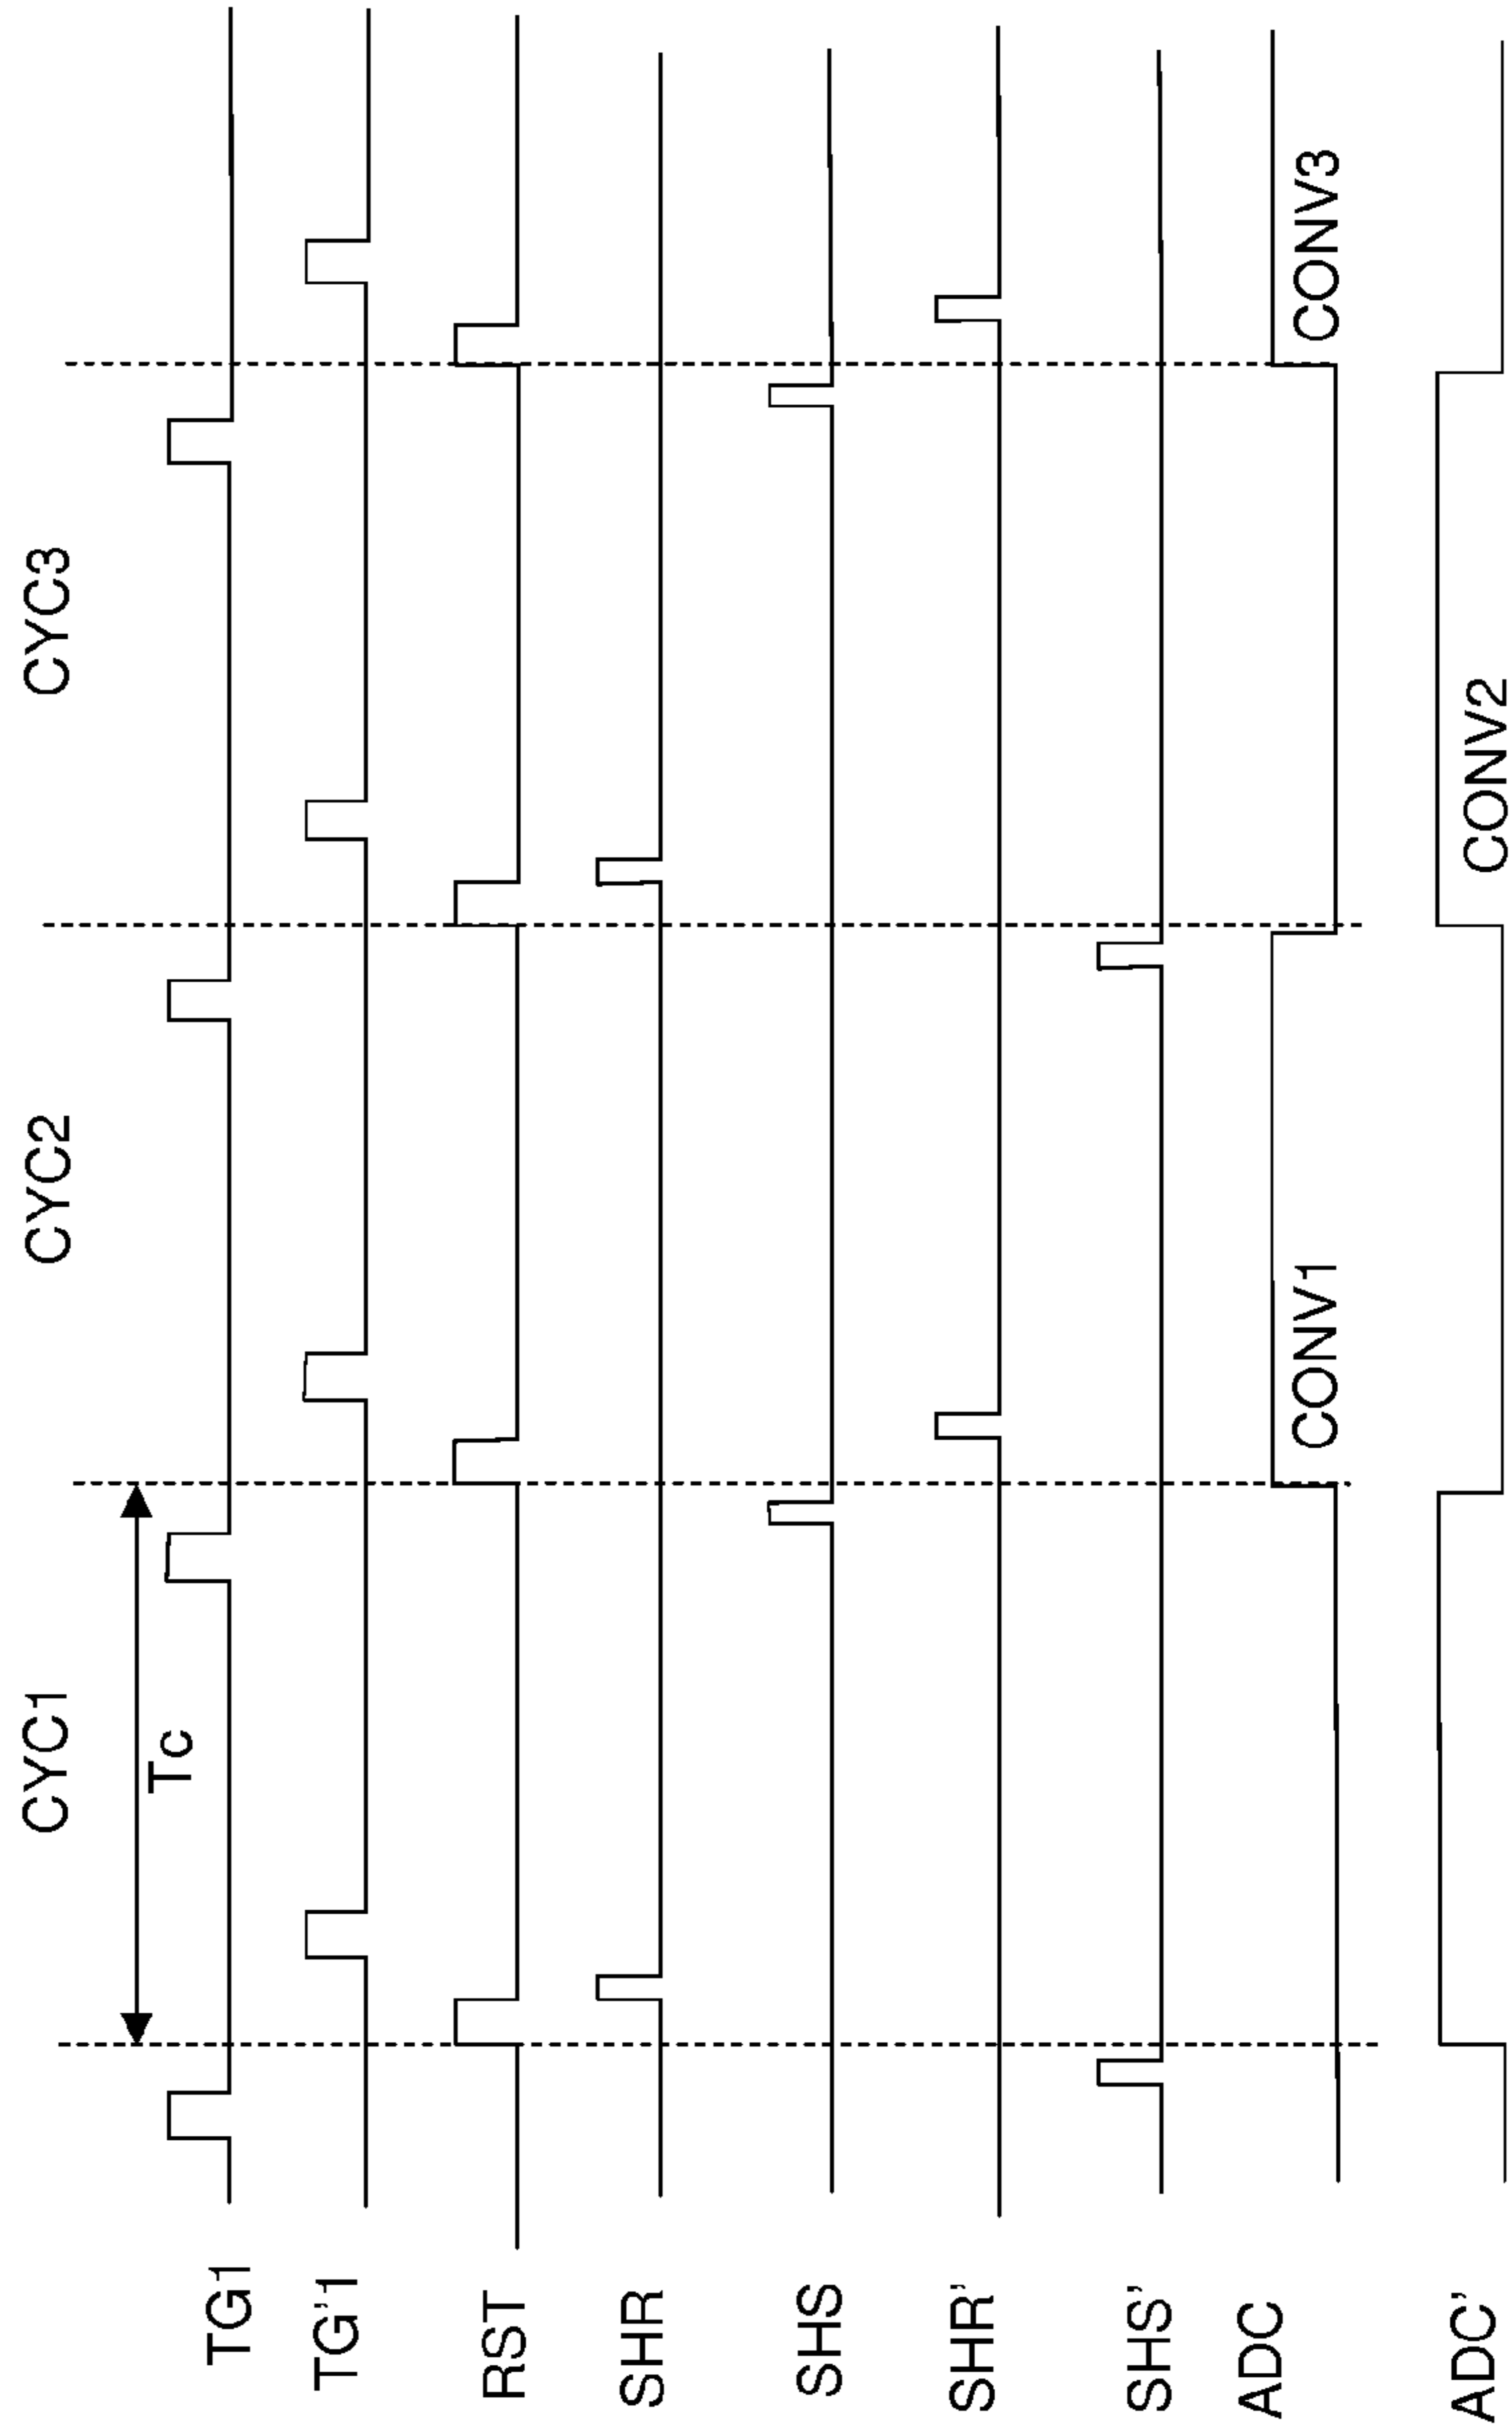 CYC1
CYC2
CYC3
Tc
TG1
TG'1
RST
SHR
SHS
SHR'
SHS'
ADC
CONV1
CONV3
ADC'
CONV2